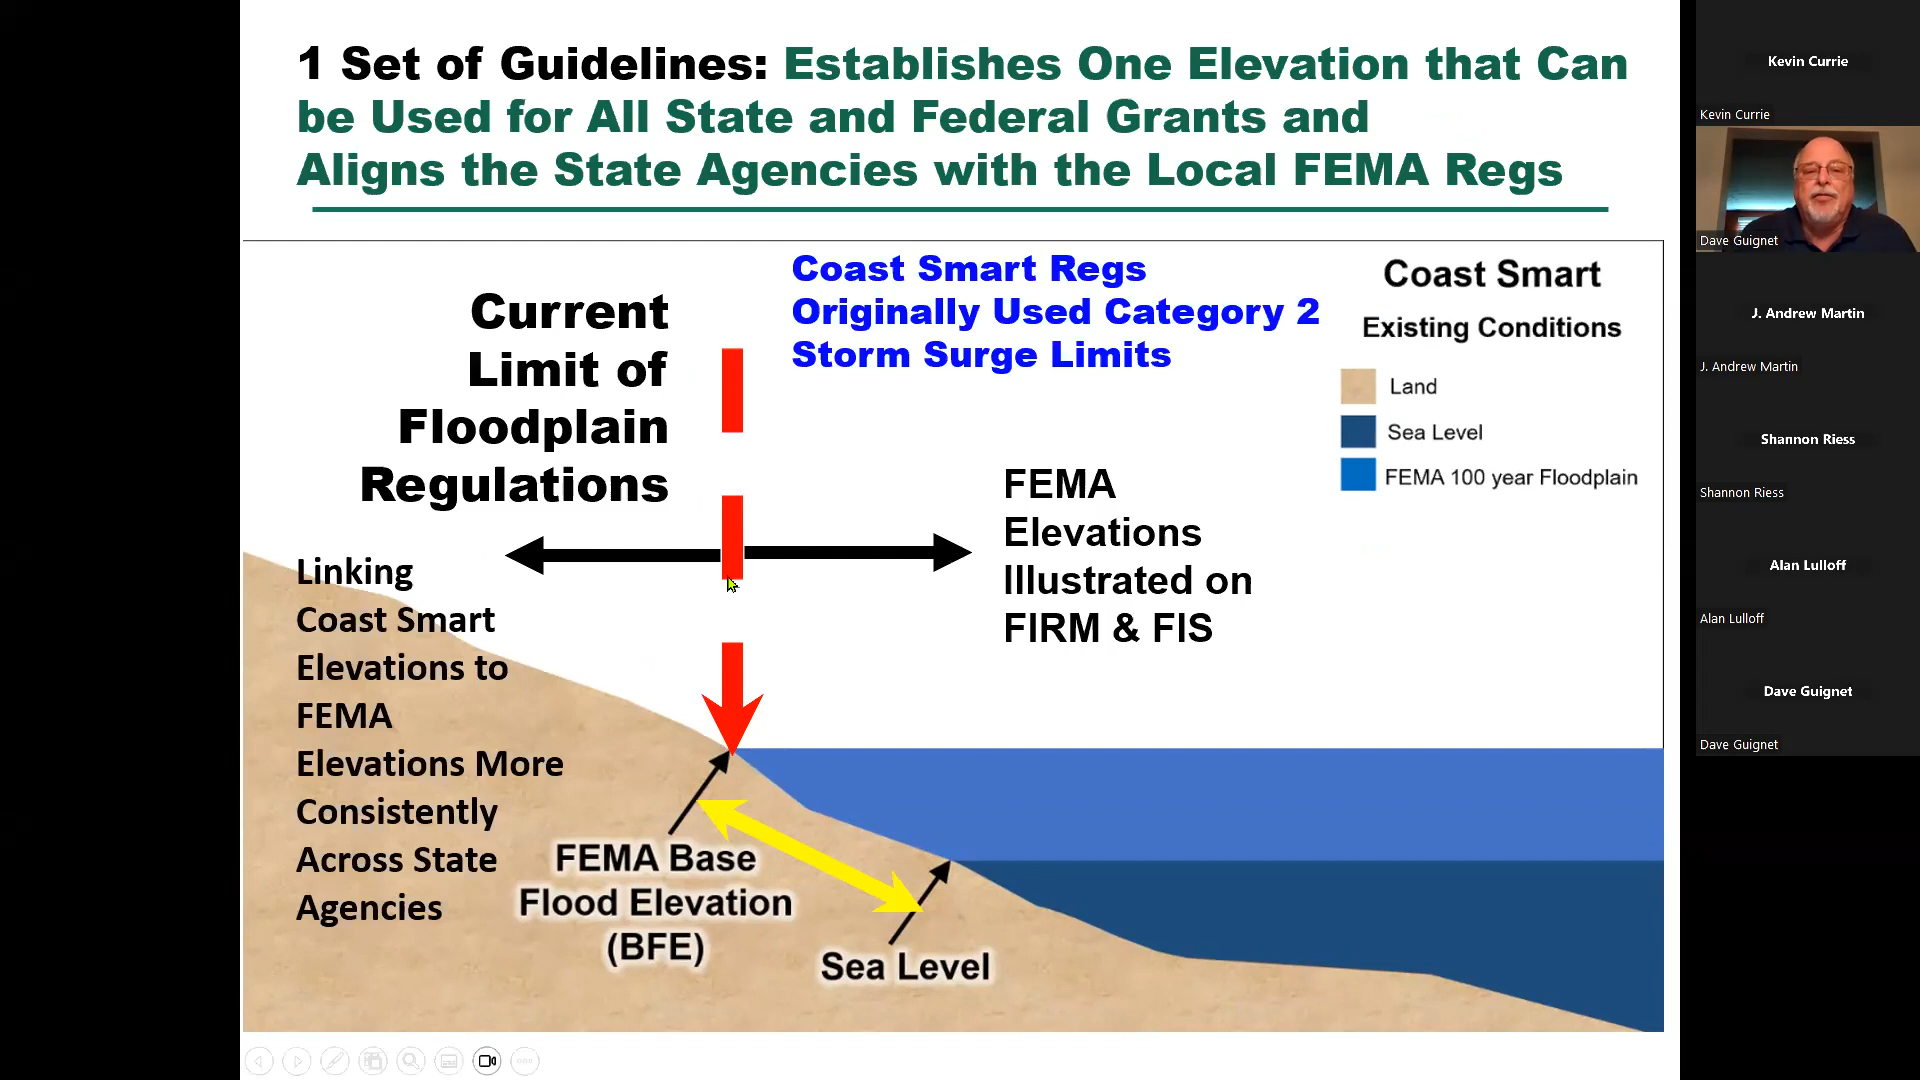 1 Set of Guidelines: Establishes One Elevation that Can
be Used for All State and Federal Grants and
Aligns the State Agencies with the Local FEMA Regs
Current
Limit of
Floodplain
Regulations
Coast Smart Regs
Originally Used Category 2
Storm Surge Limits
Coast Smart
Existing Conditions
Land
Sea Level
FEMA 100 year Floodplain
FEMA
Elevations
Illustrated on
FIRM & FIS
Linking
Coast Smart
Elevations to
FEMA
Elevations More
Consistently
Across State
Agencies
FEMA Base
Flood Elevation
(BFE)
Sea Level
Kevin Currie
Kevin Currie
Dave Guignet
J. Andrew Martin
J. Andrew Martin
Shannon Riess
Shannon Riess
Alan Lulloff
Alan Lulloff
Dave Guignet
Dave Guignet